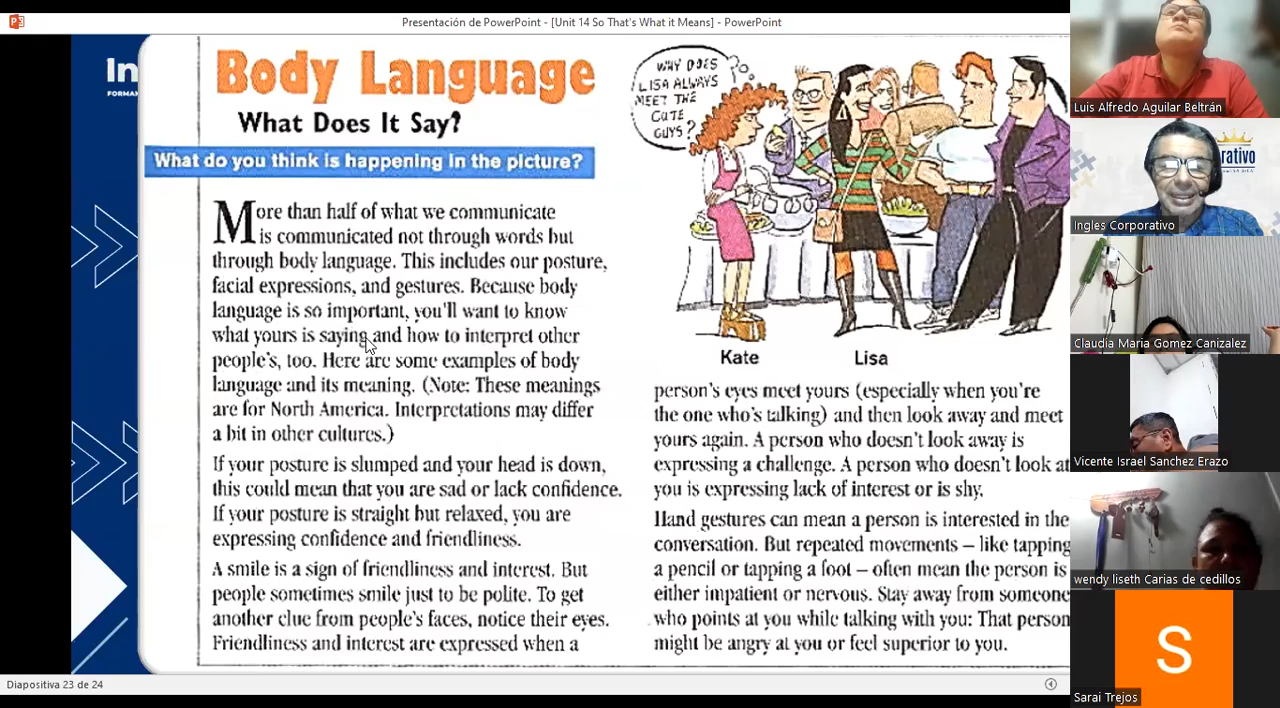 Presentación de PowerPoint - [Unit 14 So That's What it Means] - PowerPoint
In
FORMAN
Body Language
What Does It Say?
What do you think is happening in the picture?
More than half of what we communicate
is communicated not through words but
through body language. This includes our posture,
facial expressions, and gestures. Because body
language is so important, you'll want to know
what yours is saying and how to interpret other
people's, too. Here are some examples of body
language and its meaning. (Note: These meanings
are for North America. Interpretations may differ
a bit in other cultures.)
If your posture is slumped and your head is down,
this could mean that you are sad or lack confidence.
If your posture is straight but relaxed, you are
expressing confidence and friendliness.
A smile is a sign of friendliness and interest. But
people sometimes smile just to be polite. To get
another clue from people's faces, notice their eyes.
Friendliness and interest are expressed when a
WHY DOES
LISA ALWAYS
MEET THE
CUTE
GUYS?
Kate
Lisa
person's eyes meet yours (especially when you're
the one who's talking) and then look away and meet
yours again. A person who doesn't look away is
expressing a challenge. A person who doesn't look at
you is expressing lack of interest or is shy.
Hand gestures can mean a person is interested in the
conversation. But repeated movements – like tapping
a pencil or tapping a foot – often mean the person is
either impatient or nervous. Stay away from someone
who points at you while talking with you: That person
might be angry at you or feel superior to you.
Diapositiva 23 de 24
Luis Alfredo Aguilar Beltrán
rativo
Ingles Corporativo
Claudia Maria Gomez Canizalez
Vicente Israel Sanchez Erazo
wendy liseth Carias de cedillos
S
Sarai Trejos